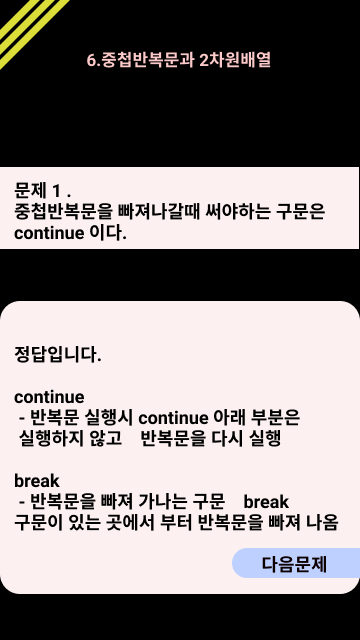 6.중첩반복문과 2차원배열
문제 1 .
중첩반복문을 빠져나갈때 써야하는 구문은
continue 이다.
정답입니다.
continue
- 반복문 실행시 continue 아래 부분은
실행하지 않고 반복문을 다시 실행
break
- 반복문을 빠져 가나는 구문 break
구문이 있는 곳에서 부터 반복문을 빠져 나옴
다음문제